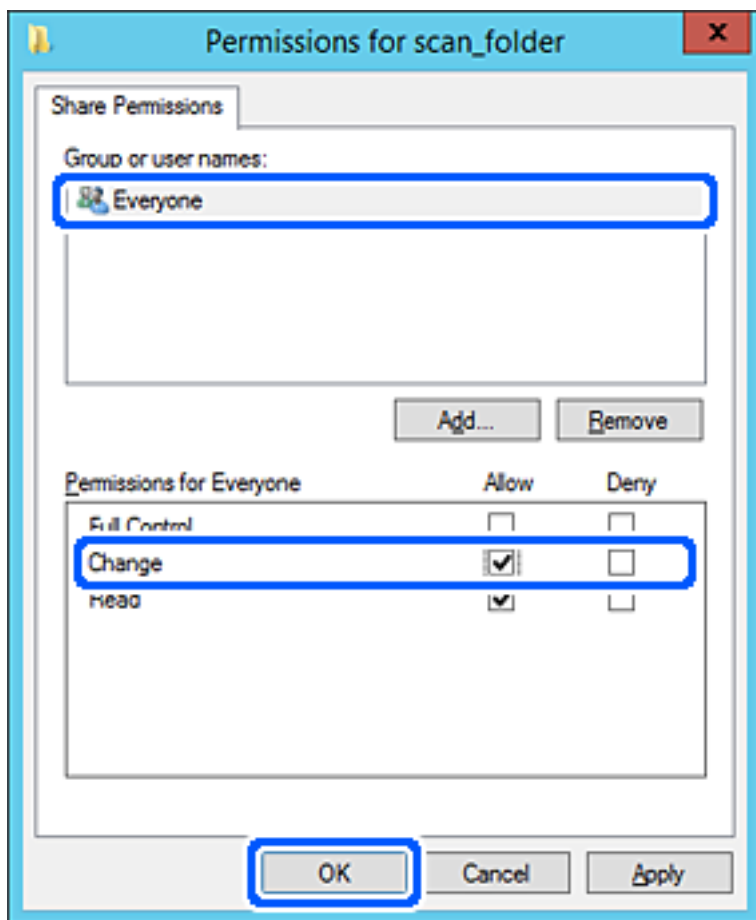 Permissions for scan_folder
x
Share Permissions
Group or user names:
Everyone
Add... Remove
Permissions for Everyone Allow Deny
Full Control
Change
Read
OK Cancel Apply